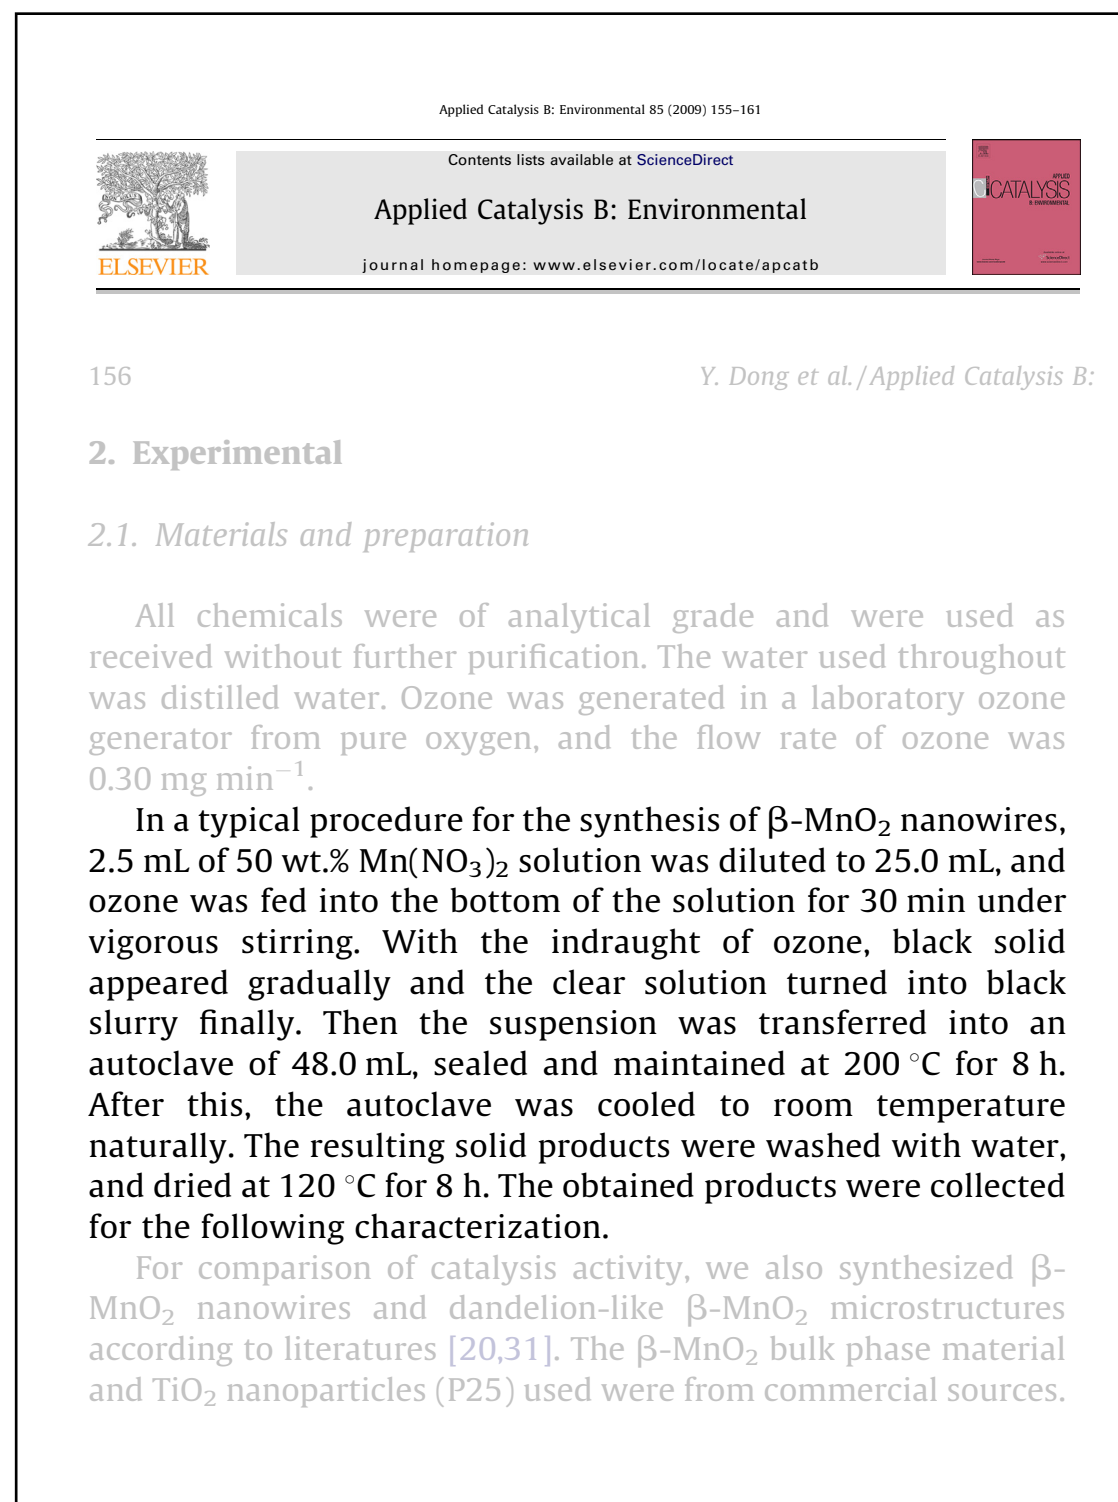 Applied Catalysis B: Environmental 85 (2009) 155–161
Contents lists available at ScienceDirect
Applied Catalysis B: Environmental
journal homepage: www.elsevier.com/locate/apcatb
ELSEVIER
APPLIED
CATALYSIS
B: ENVIRONMENTAL
156
Y. Dong et al. / Applied Catalysis B:
2. Experimental
2.1. Materials and preparation
All chemicals were of analytical grade and were used as
received without further purification. The water used throughout
was distilled water. Ozone was generated in a laboratory ozone
generator from pure oxygen, and the flow rate of ozone was
0.30 mg min⁻¹.
In a typical procedure for the synthesis of β-MnO₂ nanowires,
2.5 mL of 50 wt.% Mn(NO₃)₂ solution was diluted to 25.0 mL, and
ozone was fed into the bottom of the solution for 30 min under
vigorous stirring. With the indraught of ozone, black solid
appeared gradually and the clear solution turned into black
slurry finally. Then the suspension was transferred into an
autoclave of 48.0 mL, sealed and maintained at 200 °C for 8 h.
After this, the autoclave was cooled to room temperature
naturally. The resulting solid products were washed with water,
and dried at 120 °C for 8 h. The obtained products were collected
for the following characterization.
For comparison of catalysis activity, we also synthesized β-
MnO₂ nanowires and dandelion-like β-MnO₂ microstructures
according to literatures [20,31]. The β-MnO₂ bulk phase material
and TiO₂ nanoparticles (P25) used were from commercial sources.